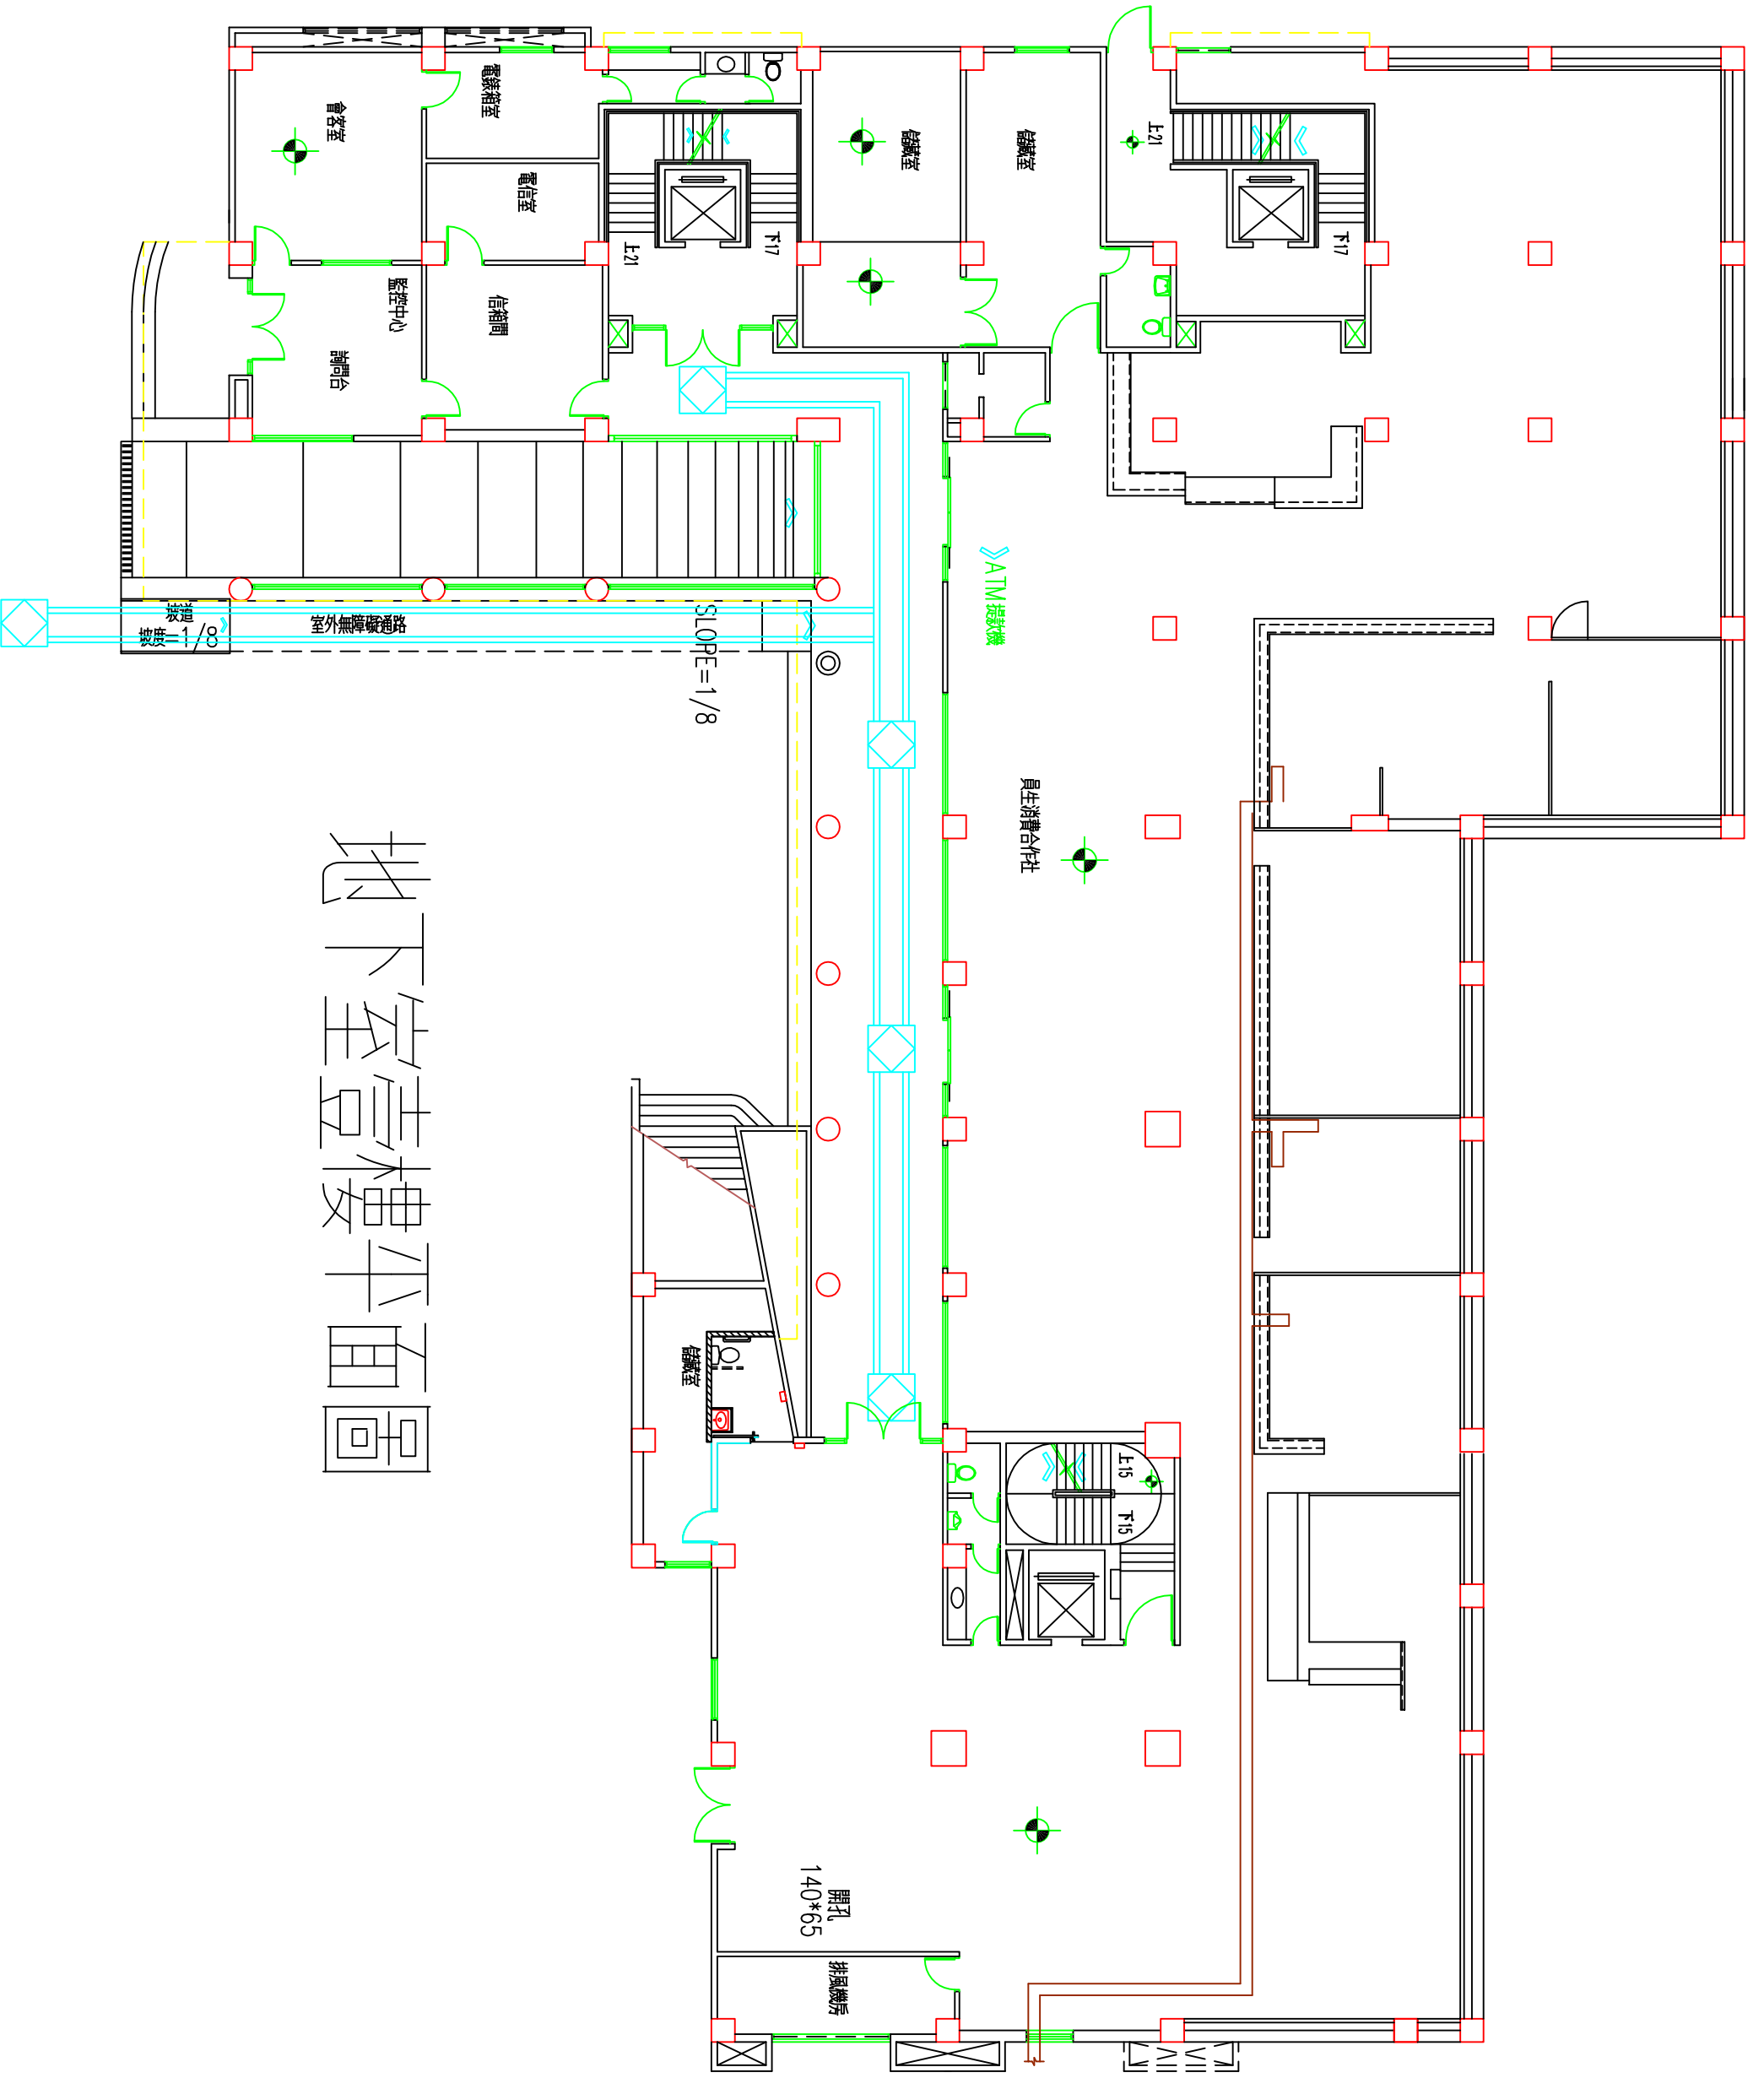 下17
上21
上15
下15
儲藏室
員生消費合作社
ATM 提款機
儲藏室
開孔
140*65
排風機房
下17
SLOPE=1/8
儲藏室
上21
電信室
信箱間
電錶箱室
監控中心
室外無障礙通路
會客室
詢問台
坡道
坡度=1/8
地下室壹樓平面圖